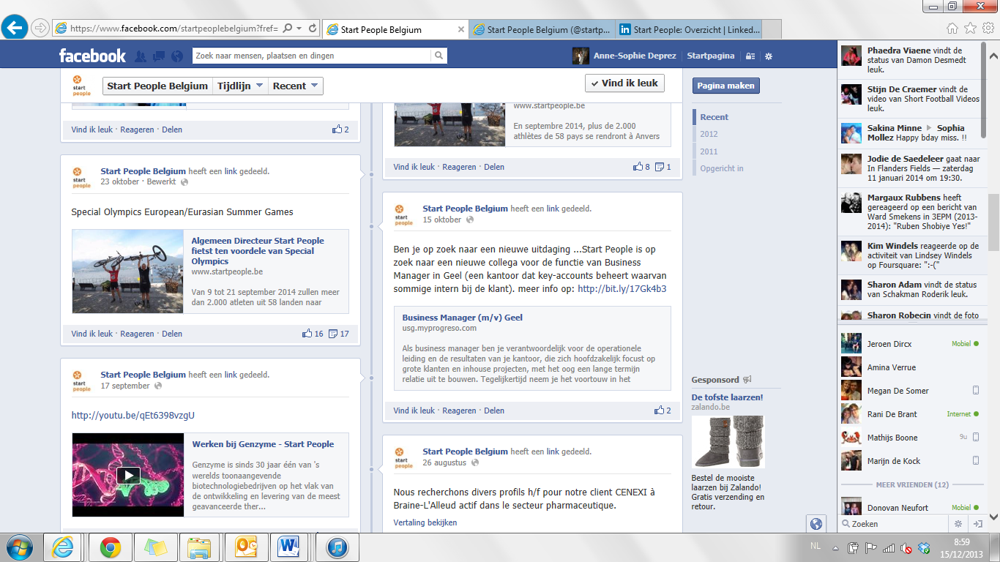 https://www.facebook.com/startpeoplebelgium?fref=
Start People Belgium
Start People Belgium (@startp...
in Start People: Overzicht | Linked...
facebook
Zoek naar mensen, plaatsen en dingen
Anne-Sophie Deprez
Startpagina
start people
Start People Belgium
Tijdlijn
Recent
Vind ik leuk
Pagina maken
Recent
2012
2011
Opgericht in
Vind ik leuk · Reageren · Delen
2
start people
Start People Belgium heeft een link gedeeld.
23 oktober · Bewerkt
Special Olympics European/Eurasian Summer Games
Algemeen Directeur Start People
fietst ten voordele van Special
Olympics
www.startpeople.be
Van 9 tot 21 september 2014 zullen meer
dan 2.000 atleten uit 58 landen naar
Vind ik leuk · Reageren · Delen
16 17
start people
Start People Belgium heeft een link gedeeld.
17 september
http://youtu.be/qEt6398vzgU
Werken bij Genzyme - Start People
Genzyme is sinds 30 jaar één van 's
werelds toonaangevende
biotechnologiebedrijven op het vlak van
de ontwikkeling en levering van de meest
geavanceerde ther...
www.startpeople.be
En septembre 2014, plus de 2.000
athlètes de 58 pays se rendront à Anvers
Vind ik leuk · Reageren · Delen
8 1
start people
Start People Belgium heeft een link gedeeld.
15 oktober
Ben je op zoek naar een nieuwe uitdaging ...Start People is op
zoek naar een nieuwe collega voor de functie van Business
Manager in Geel (een kantoor dat key-accounts beheert waarvan
sommige intern bij de klant). meer info op: http://bit.ly/17Gk4b3
Business Manager (m/v) Geel
usg.myprogreso.com
Als business manager ben je verantwoordelijk voor de operationele
leiding en de resultaten van je kantoor, die zich hoofdzakelijk focust op
grote klanten en inhouse projecten, met het oog een lange termijn
relatie uit te bouwen. Tegelijkertijd neem je het voortouw in het
Vind ik leuk · Reageren · Delen
2
start people
Start People Belgium heeft een link gedeeld.
26 augustus
Nous recherchons divers profils h/f pour notre client CENEXI à
Braine-L'Alleud actif dans le secteur pharmaceutique.
Vertaling bekijken
Gesponsord
De tofste laarzen!
zalando.be
Bestel de mooiste
laarzen bij Zalando!
Gratis verzending en
retour.
Phaedra Viaene vindt de
status van Damon Desmedt
leuk.
Stijn De Craemer vindt de
video van Short Football Videos
leuk.
Sakina Minne Sophia
Mollez Happy bday miss. !!
Jodie de Saedeleer gaat naar
In Flanders Fields — zaterdag
11 januari 2014 om 19:30.
Margaux Rubbens heeft
gereageerd op een bericht van
Ward Smekens in 3EPM (2013-
2014): "Ruben Shobiye Yes!"
Kim Windels reageerde op de
activiteit van Lindsey Windels
op Foursquare: ":-("
Sharon Adam vindt de status
van Schakman Roderik leuk.
Sharon Robecin vindt de foto
Jeroen Dircx Mobiel
Amina Verrue
Megan De Somer
Rani De Brant Internet
Mathijs Boone 9u
Marijn de Kock
MEER VRIENDEN (12)
Donovan Neufort Mobiel
Zoeken
NL
8:59
15/12/2013